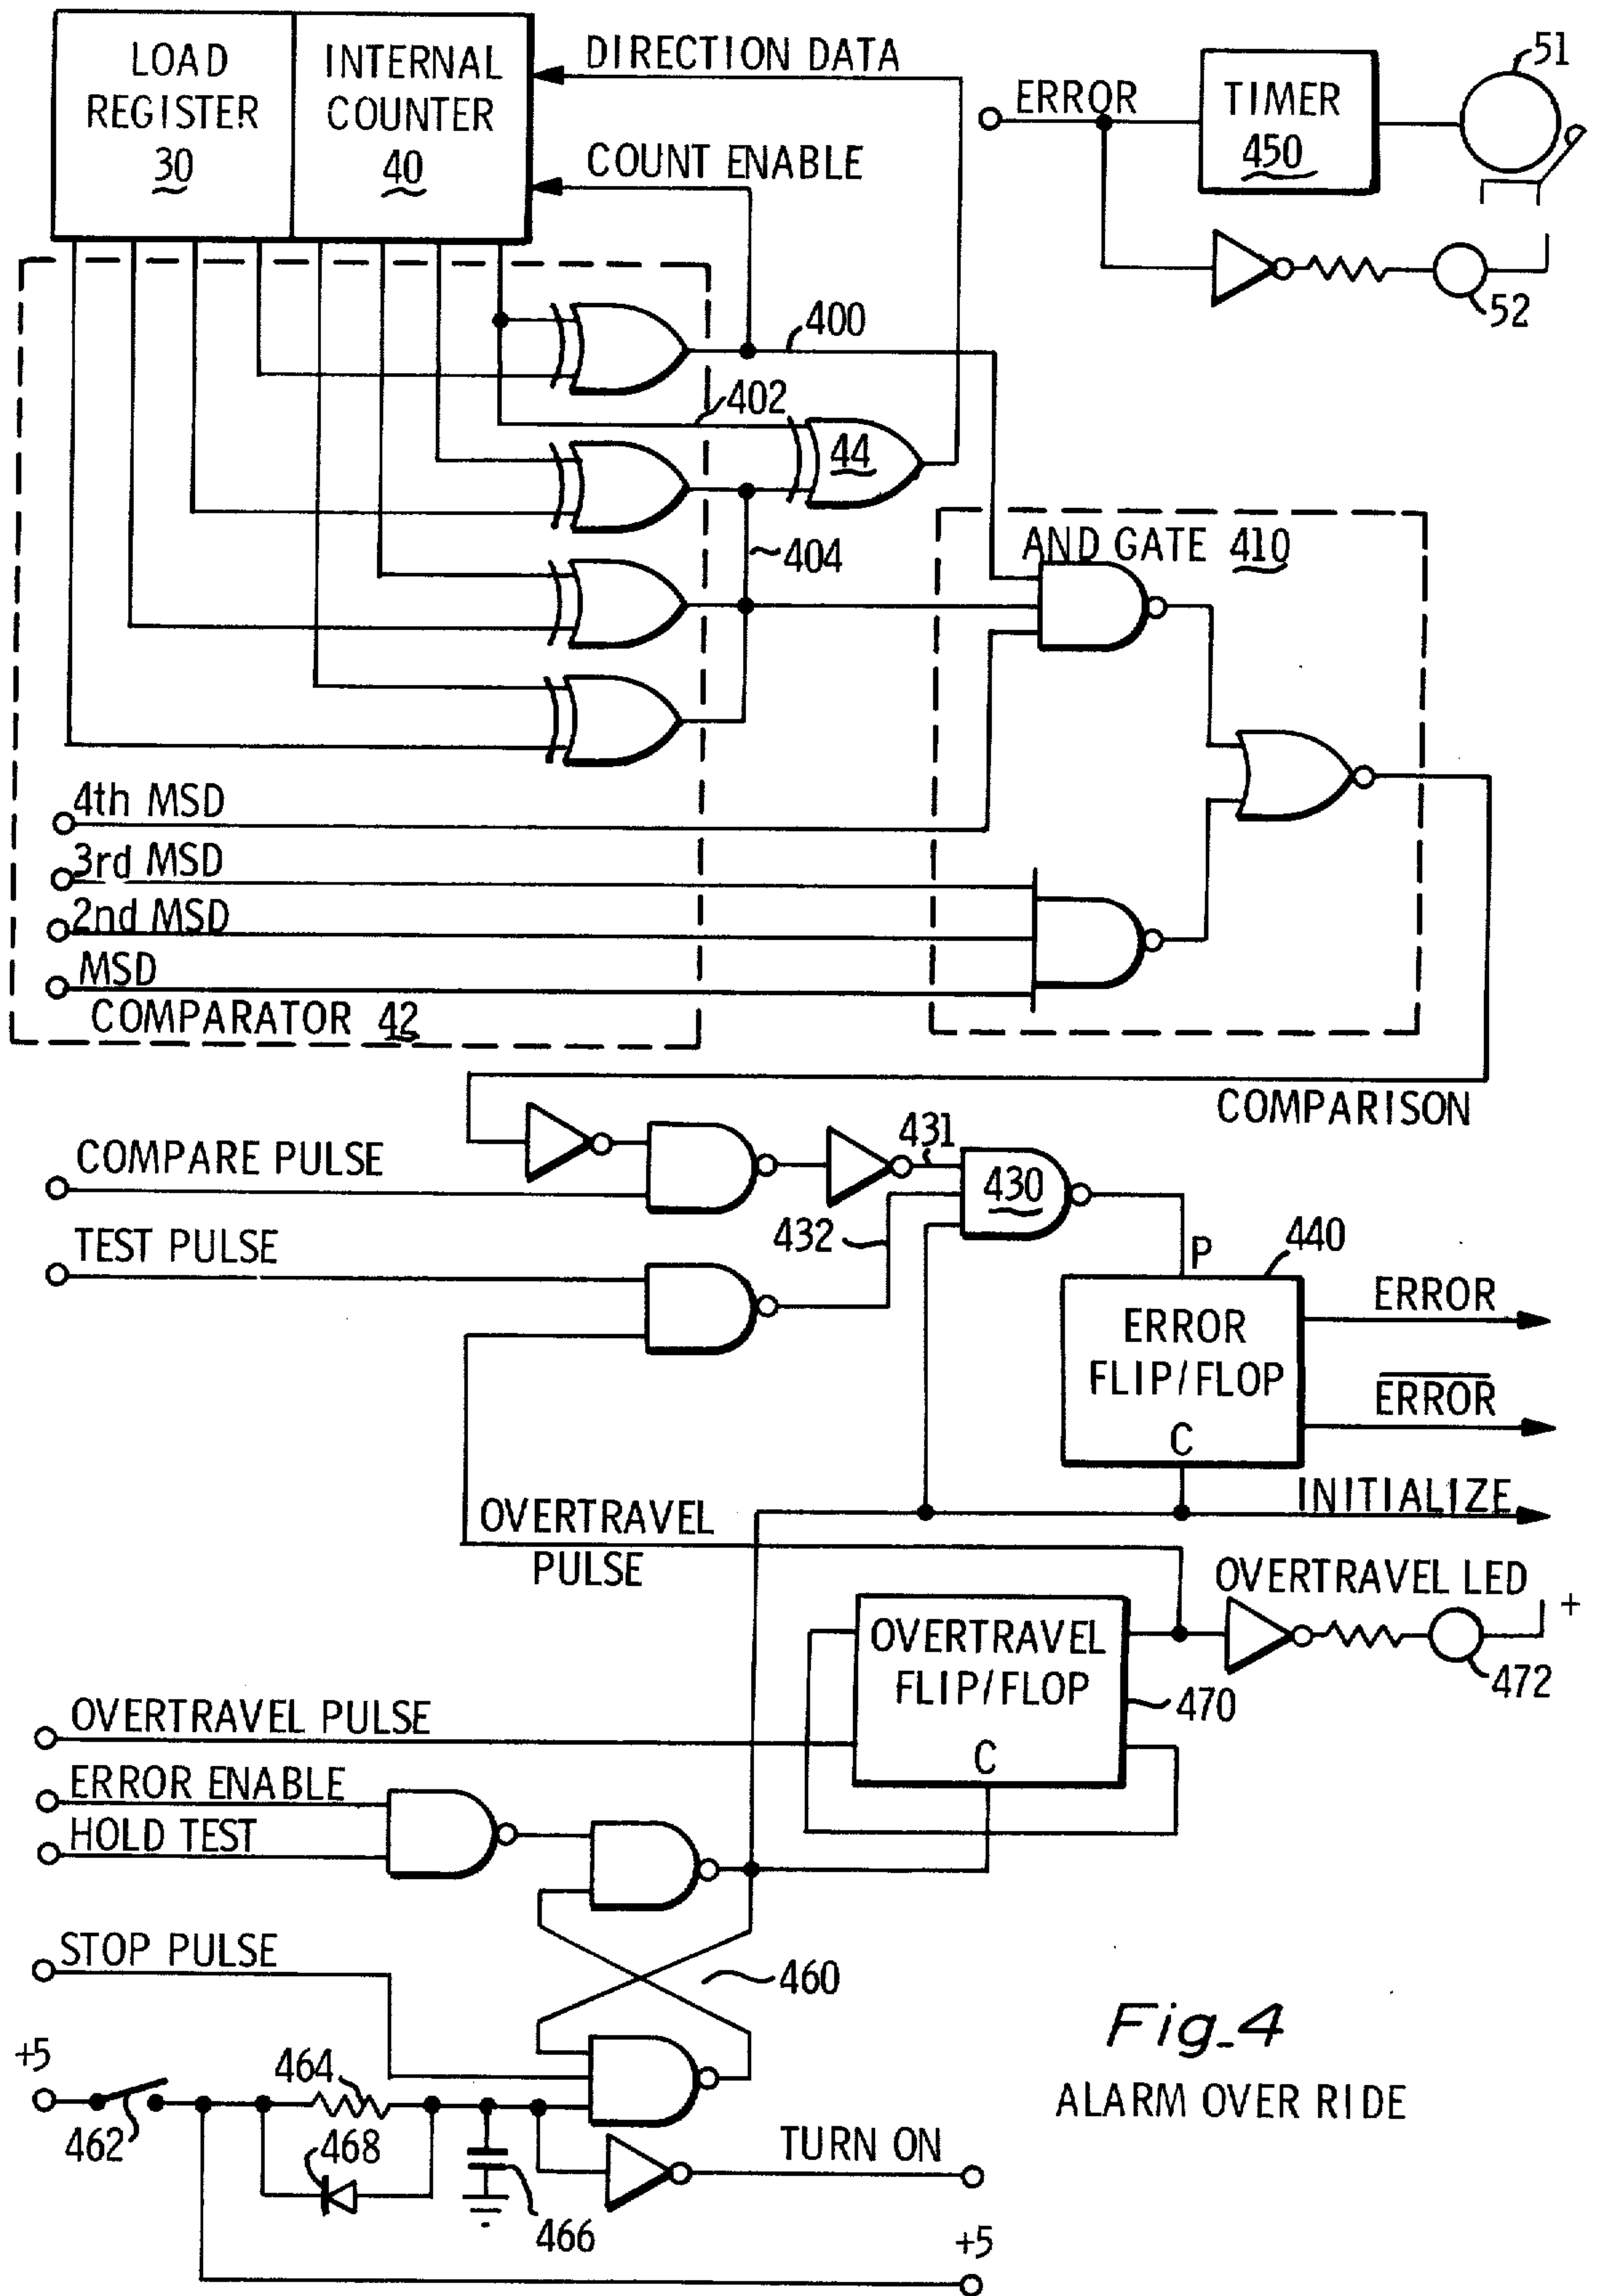 LOAD REGISTER 30
INTERNAL COUNTER 40
DIRECTION DATA
COUNT ENABLE
ERROR
TIMER 450
51
52
400
402
44
404
AND GATE 410
4th MSD
3rd MSD
2nd MSD
MSD
COMPARATOR 42
COMPARISON
COMPARE PULSE
431
430
432
TEST PULSE
P
440
ERROR FLIP/FLOP
C
ERROR
ERROR
INITIALIZE
OVERTRAVEL PULSE
OVERTRAVEL LED
+
OVERTRAVEL FLIP/FLOP
C
470
472
OVERTRAVEL PULSE
ERROR ENABLE
HOLD TEST
STOP PULSE
460
+5
462
464
468
466
TURN ON
+5
Fig_4
ALARM OVER RIDE